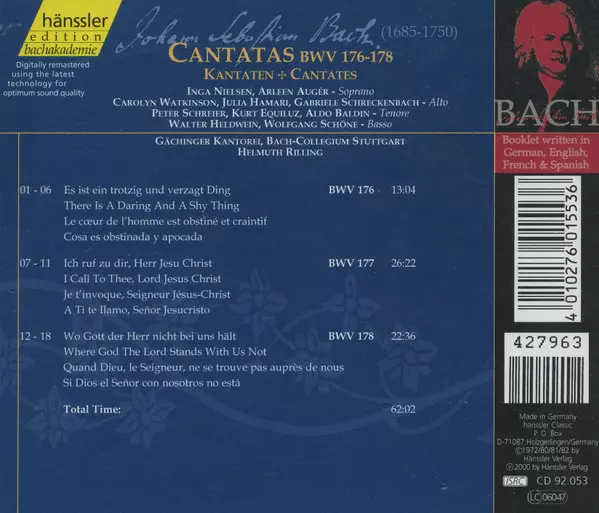 hänssler
edition
bachakademie
Digitally remastered
using the latest
technology for
optimum sound quality
Johann Sebastian Bach.
(1685-1750)
CANTATAS BWV 176-178
KANTATEN + CANTATES
INGA NIELSEN, ARLEEN AUGÉR – Soprano
CAROLYN WATKINSON, JULIA HAMARI, GABRIELE SCHRECKENBACH – Alto
PETER SCHREIER, KURT EQUILUZ, ALDO BALDIN – Tenore
WALTER HELDWEIN, WOLFGANG SCHÖNE – Basso
GÄCHINGER KANTOREI, BACH-COLLEGIUM STUTTGART
HELMUTH RILLING
01 - 06 Es ist ein trotzig und verzagt Ding BWV 176 13:04
There Is A Daring And A Shy Thing
Le cœur de l'homme est obstiné et craintif
Cosa es obstinada y apocada
07 - 11 Ich ruf zu dir, Herr Jesu Christ BWV 177 26:22
I Call To Thee, Lord Jesus Christ
Je t'invoque, Seigneur Jésus-Christ
A Ti te llamo, Señor Jesucristo
12 - 18 Wo Gott der Herr nicht bei uns hält BWV 178 22:36
Where God The Lord Stands With Us Not
Quand Dieu, le Seigneur, ne se trouve pas auprès de nous
Si Dios el Señor con nosotros no está
Total Time: 62:02
BACH
Booklet written in
German, English,
French & Spanish
4 010276 015536
427963
Made in Germany
hänssler Classic
P. O. Box
D-71087 Holzgerlingen/Germany
©1972/80/81/82 by
Hänssler Verlag
℗ 2000 by Hänssler Verlag
ISRC CD 92.053
LC 06047